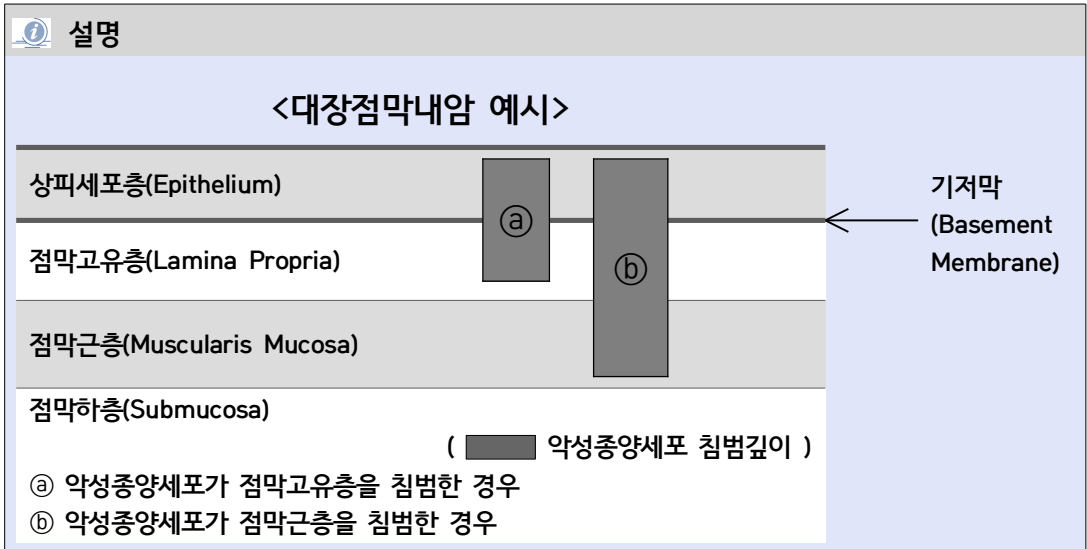 설명
<대장점막내암 예시>
상피세포층(Epithelium)
기저막
(Basement
Membrane)
ⓐ
점막고유층(Lamina Propria)
ⓑ
점막근층(Muscularis Mucosa)
점막하층(Submucosa)
( 악성종양세포 침범깊이 )
ⓐ 악성종양세포가 점막고유층을 침범한 경우
ⓑ 악성종양세포가 점막근층을 침범한 경우